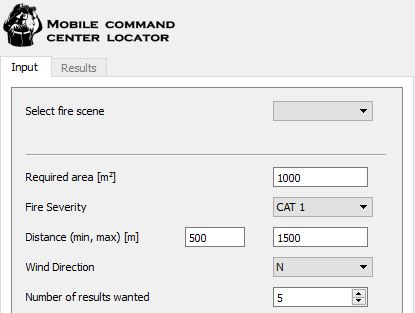 MOBILE COMMAND
CENTER LOCATOR
Input Results
Select fire scene
Required area [m²] 1000
Fire Severity CAT 1
Distance (min, max) [m] 500 1500
Wind Direction N
Number of results wanted 5